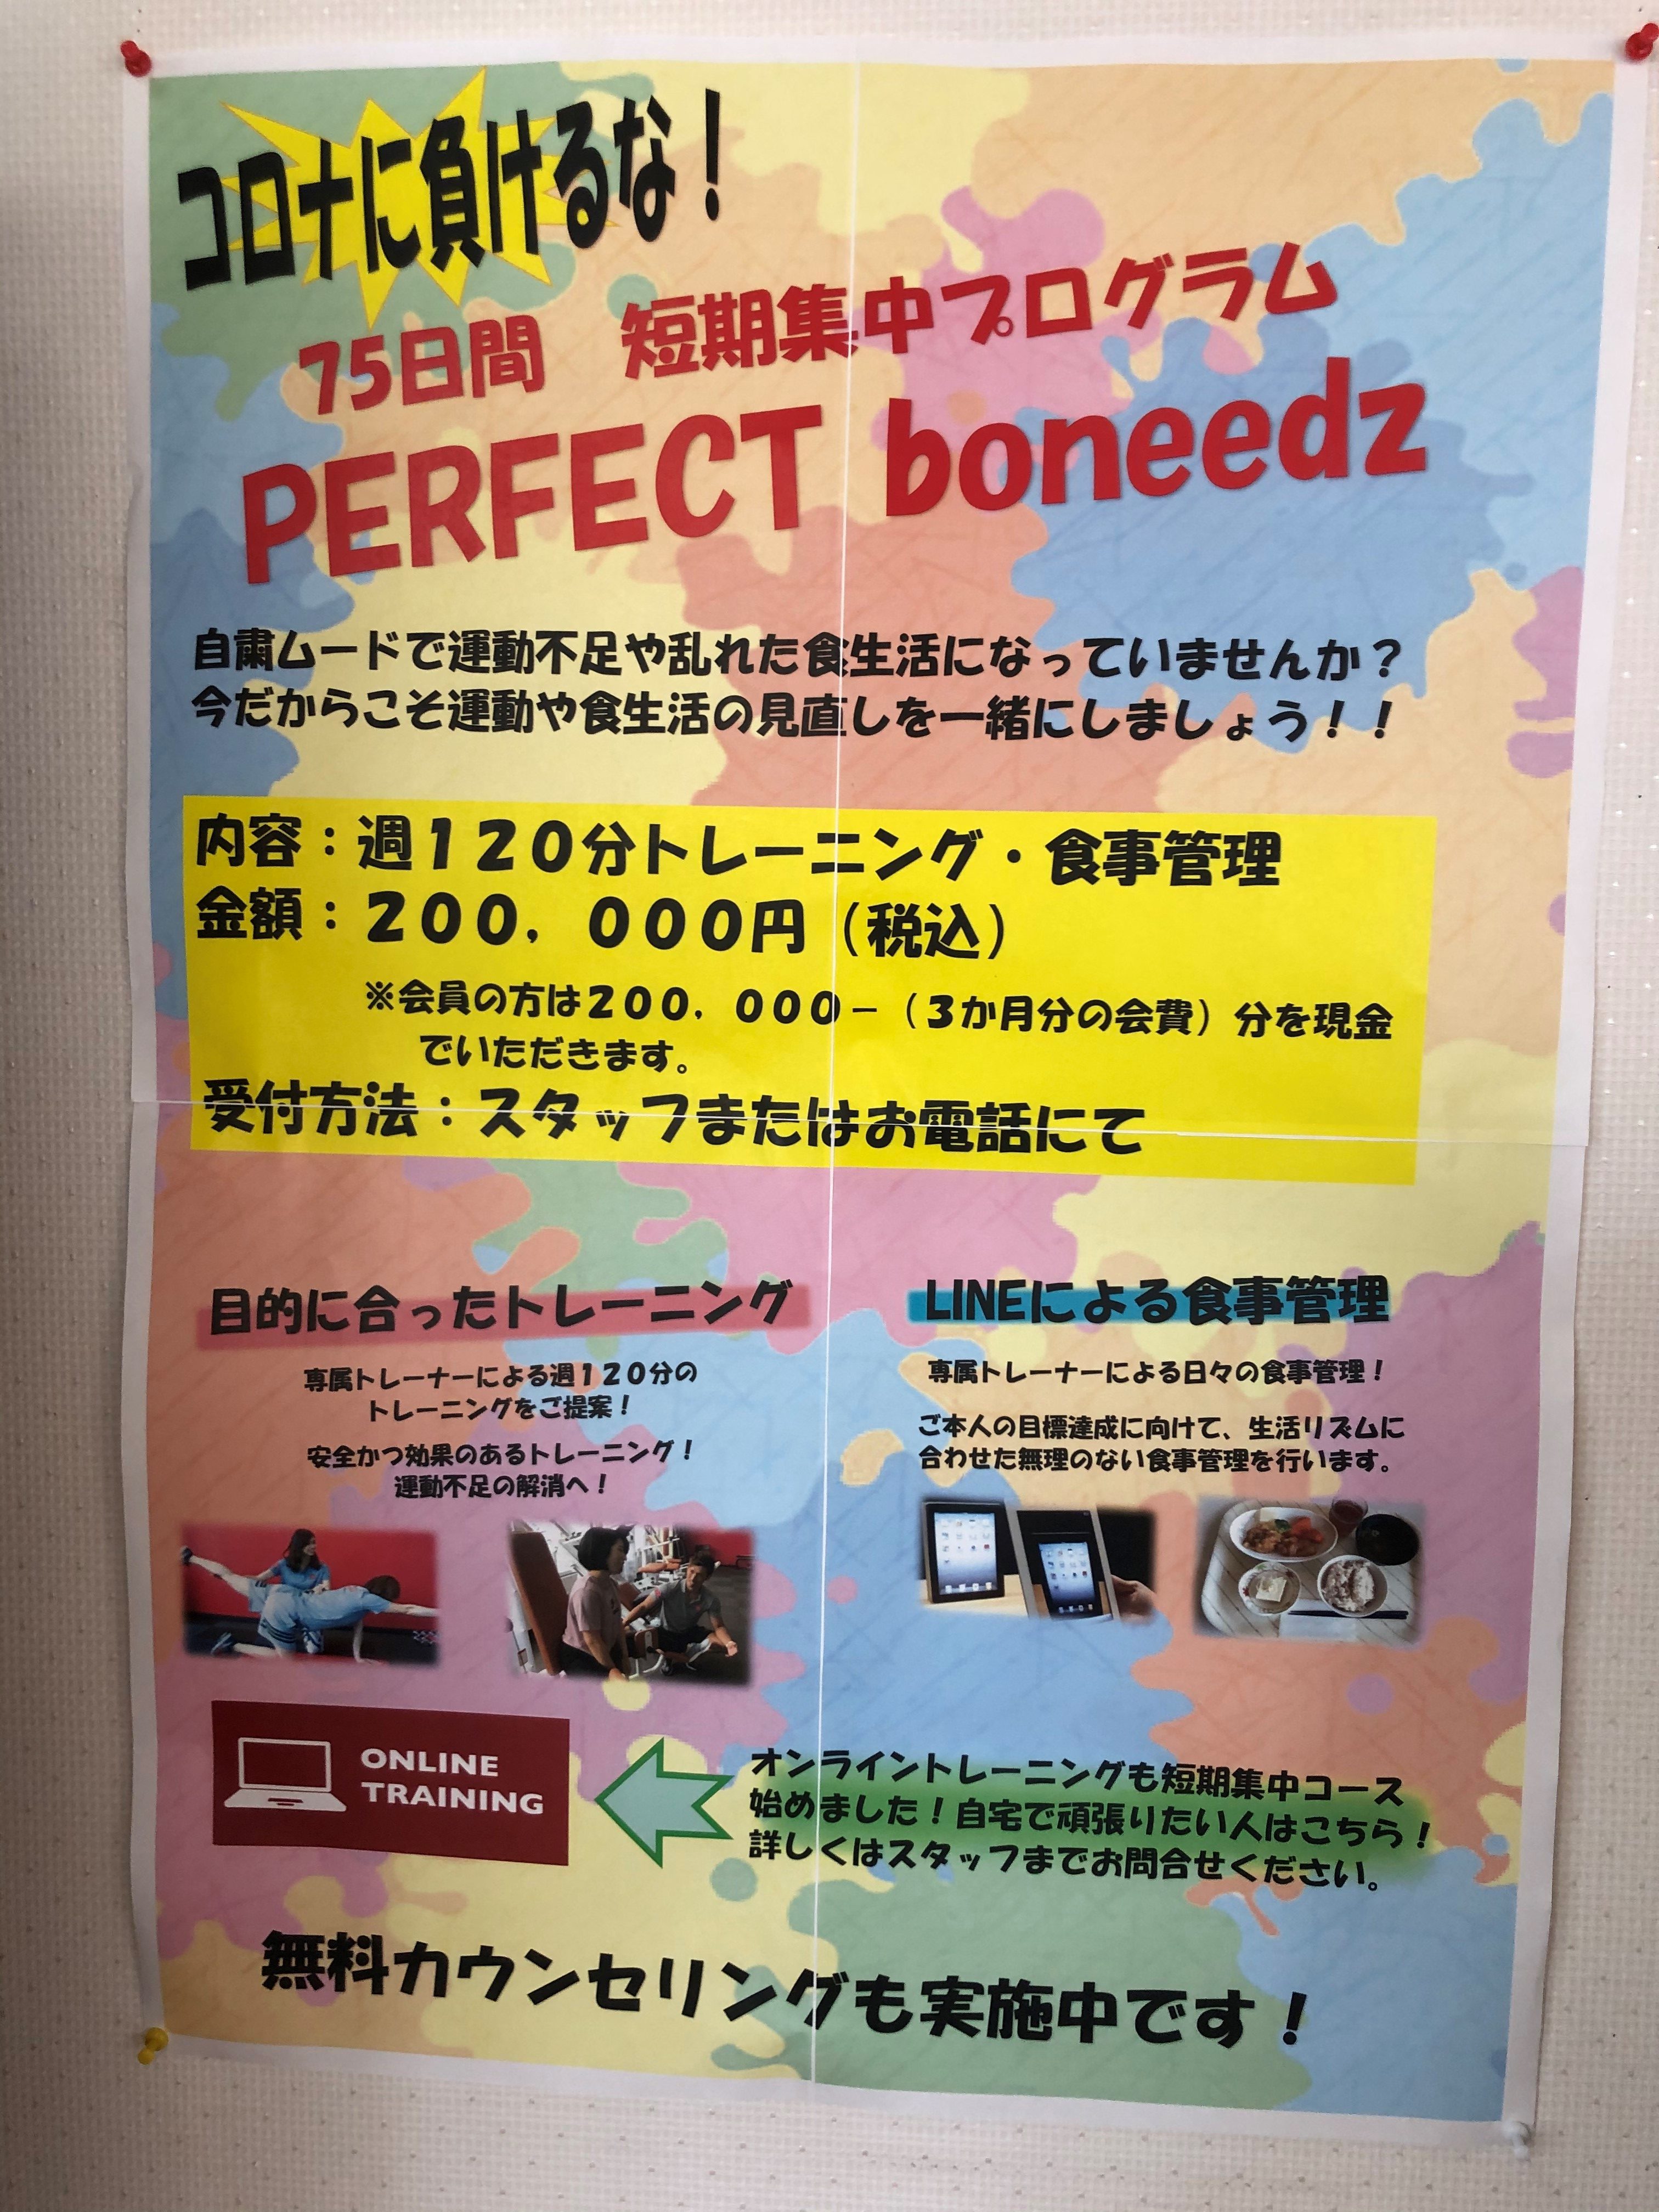 コロナに負けるな！
75日間　短期集中プログラム
PERFECT boneedz
自粛ムードで運動不足や乱れた食生活になっていませんか？
今だからこそ運動や食生活の見直しを一緒にしましょう！！
内容：週１２０分トレーニング・食事管理
金額：２００，０００円（税込）
※会員の方は２００，０００－（３か月分の会費）分を現金
でいただきます。
受付方法：スタッフまたはお電話にて
目的に合ったトレーニング
専属トレーナーによる週１２０分の
トレーニングをご提案！
安全かつ効果のあるトレーニング！
運動不足の解消へ！
LINEによる食事管理
専属トレーナーによる日々の食事管理！
ご本人の目標達成に向けて、生活リズムに
合わせた無理のない食事管理を行います。
ONLINE
TRAINING
オンライントレーニングも短期集中コース
始めました！自宅で頑張りたい人はこちら！
詳しくはスタッフまでお問合せください。
無料カウンセリングも実施中です！